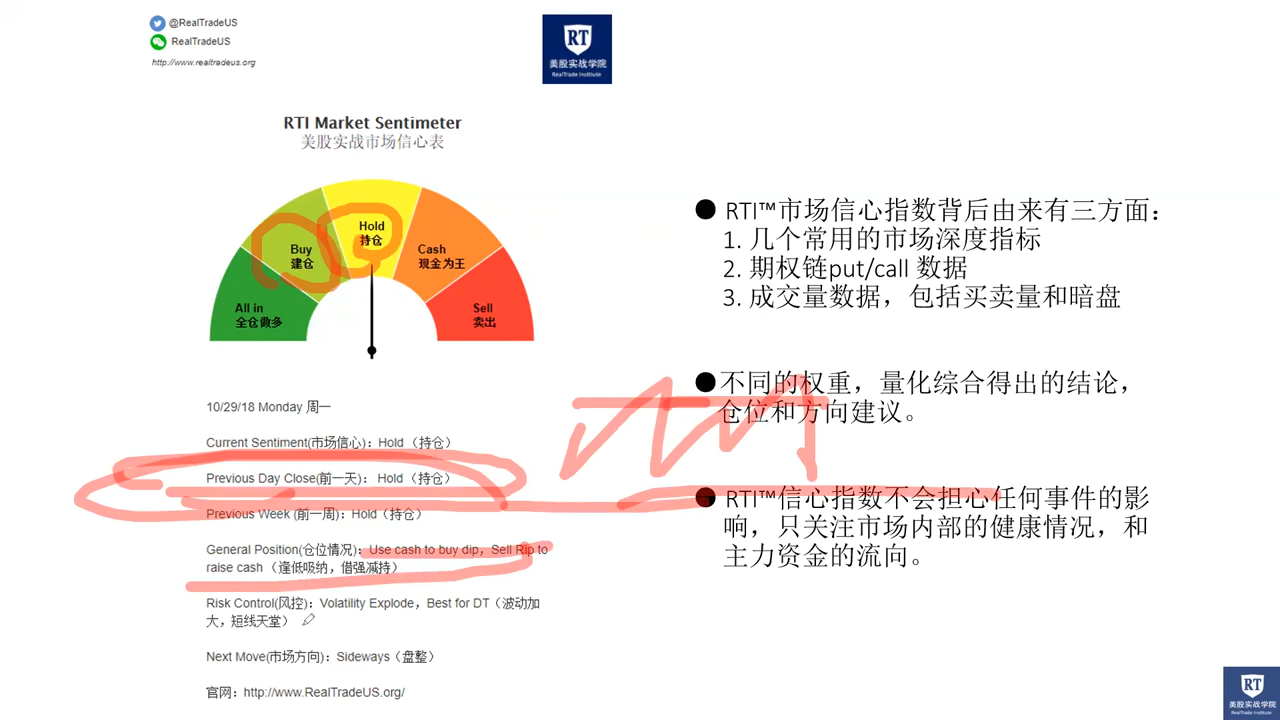 @RealTradeUS
RealTradeUS
http://www.realtradeus.org
RT
美股实战学院
RealTrade Institute
RTI Market Sentimeter
美股实战市场信心表
Hold
持仓
Buy
建仓
Cash
现金为王
All in
全仓做多
Sell
卖出
10/29/18 Monday 周一
Current Sentiment(市场信心)：Hold （持仓）
Previous Day Close(前一天)： Hold （持仓）
Previous Week (前一周)：Hold（持仓）
General Position(仓位情况)：Use cash to buy dip，Sell Rip to
raise cash （逢低吸纳，借强减持）
Risk Control(风控)：Volatility Explode，Best for DT（波动加
大，短线天堂）
Next Move(市场方向)：Sideways（盘整）
官网：http://www.RealTradeUS.org/
● RTI™市场信心指数背后由来有三方面：
1. 几个常用的市场深度指标
2. 期权链put/call 数据
3. 成交量数据，包括买卖量和暗盘
●不同的权重，量化综合得出的结论，
仓位和方向建议。
● RTI™信心指数不会担心任何事件的影
响，只关注市场内部的健康情况，和
主力资金的流向。
RT
美股实战学院
RealTrade Institute